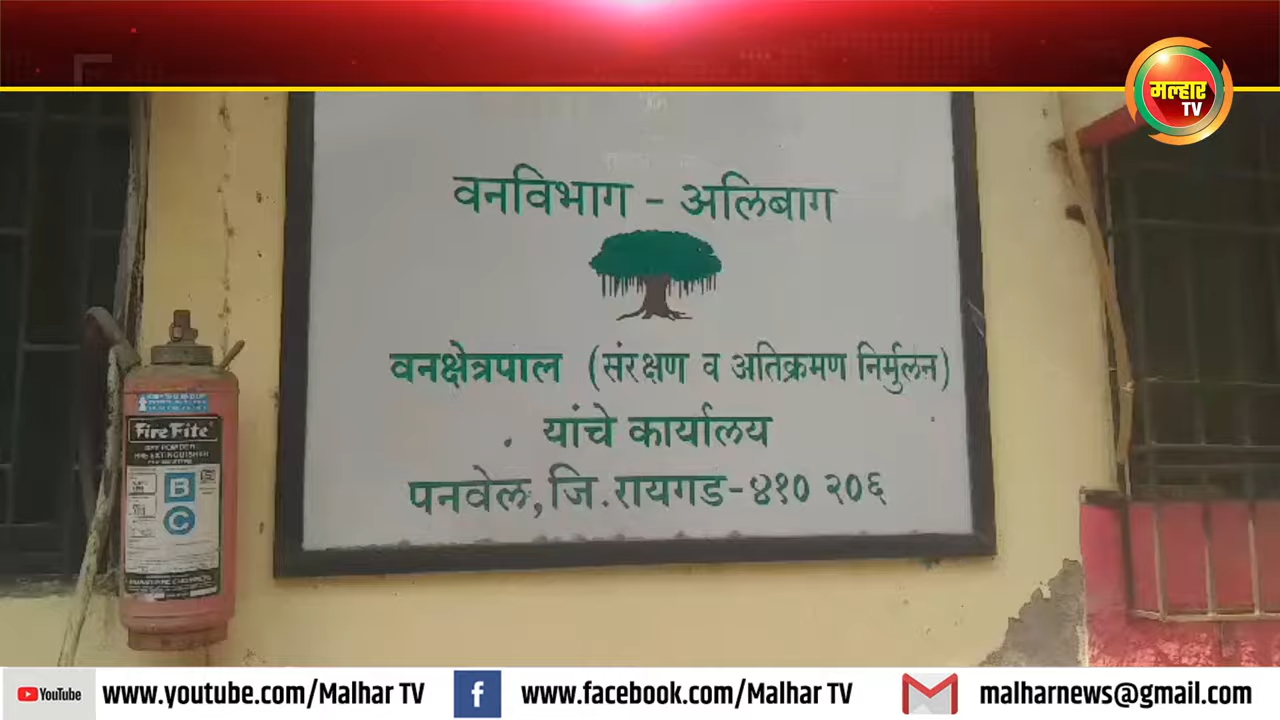 मल्हार
TV
वनविभाग - अलिबाग
वनक्षेत्रपाल (संरक्षण व अतिक्रमण निर्मुलन)
यांचे कार्यालय
पनवेल, जि. रायगड-४१० २०६
FireFite
B
C
YouTube www.youtube.com/Malhar TV www.facebook.com/Malhar TV malharnews@gmail.com